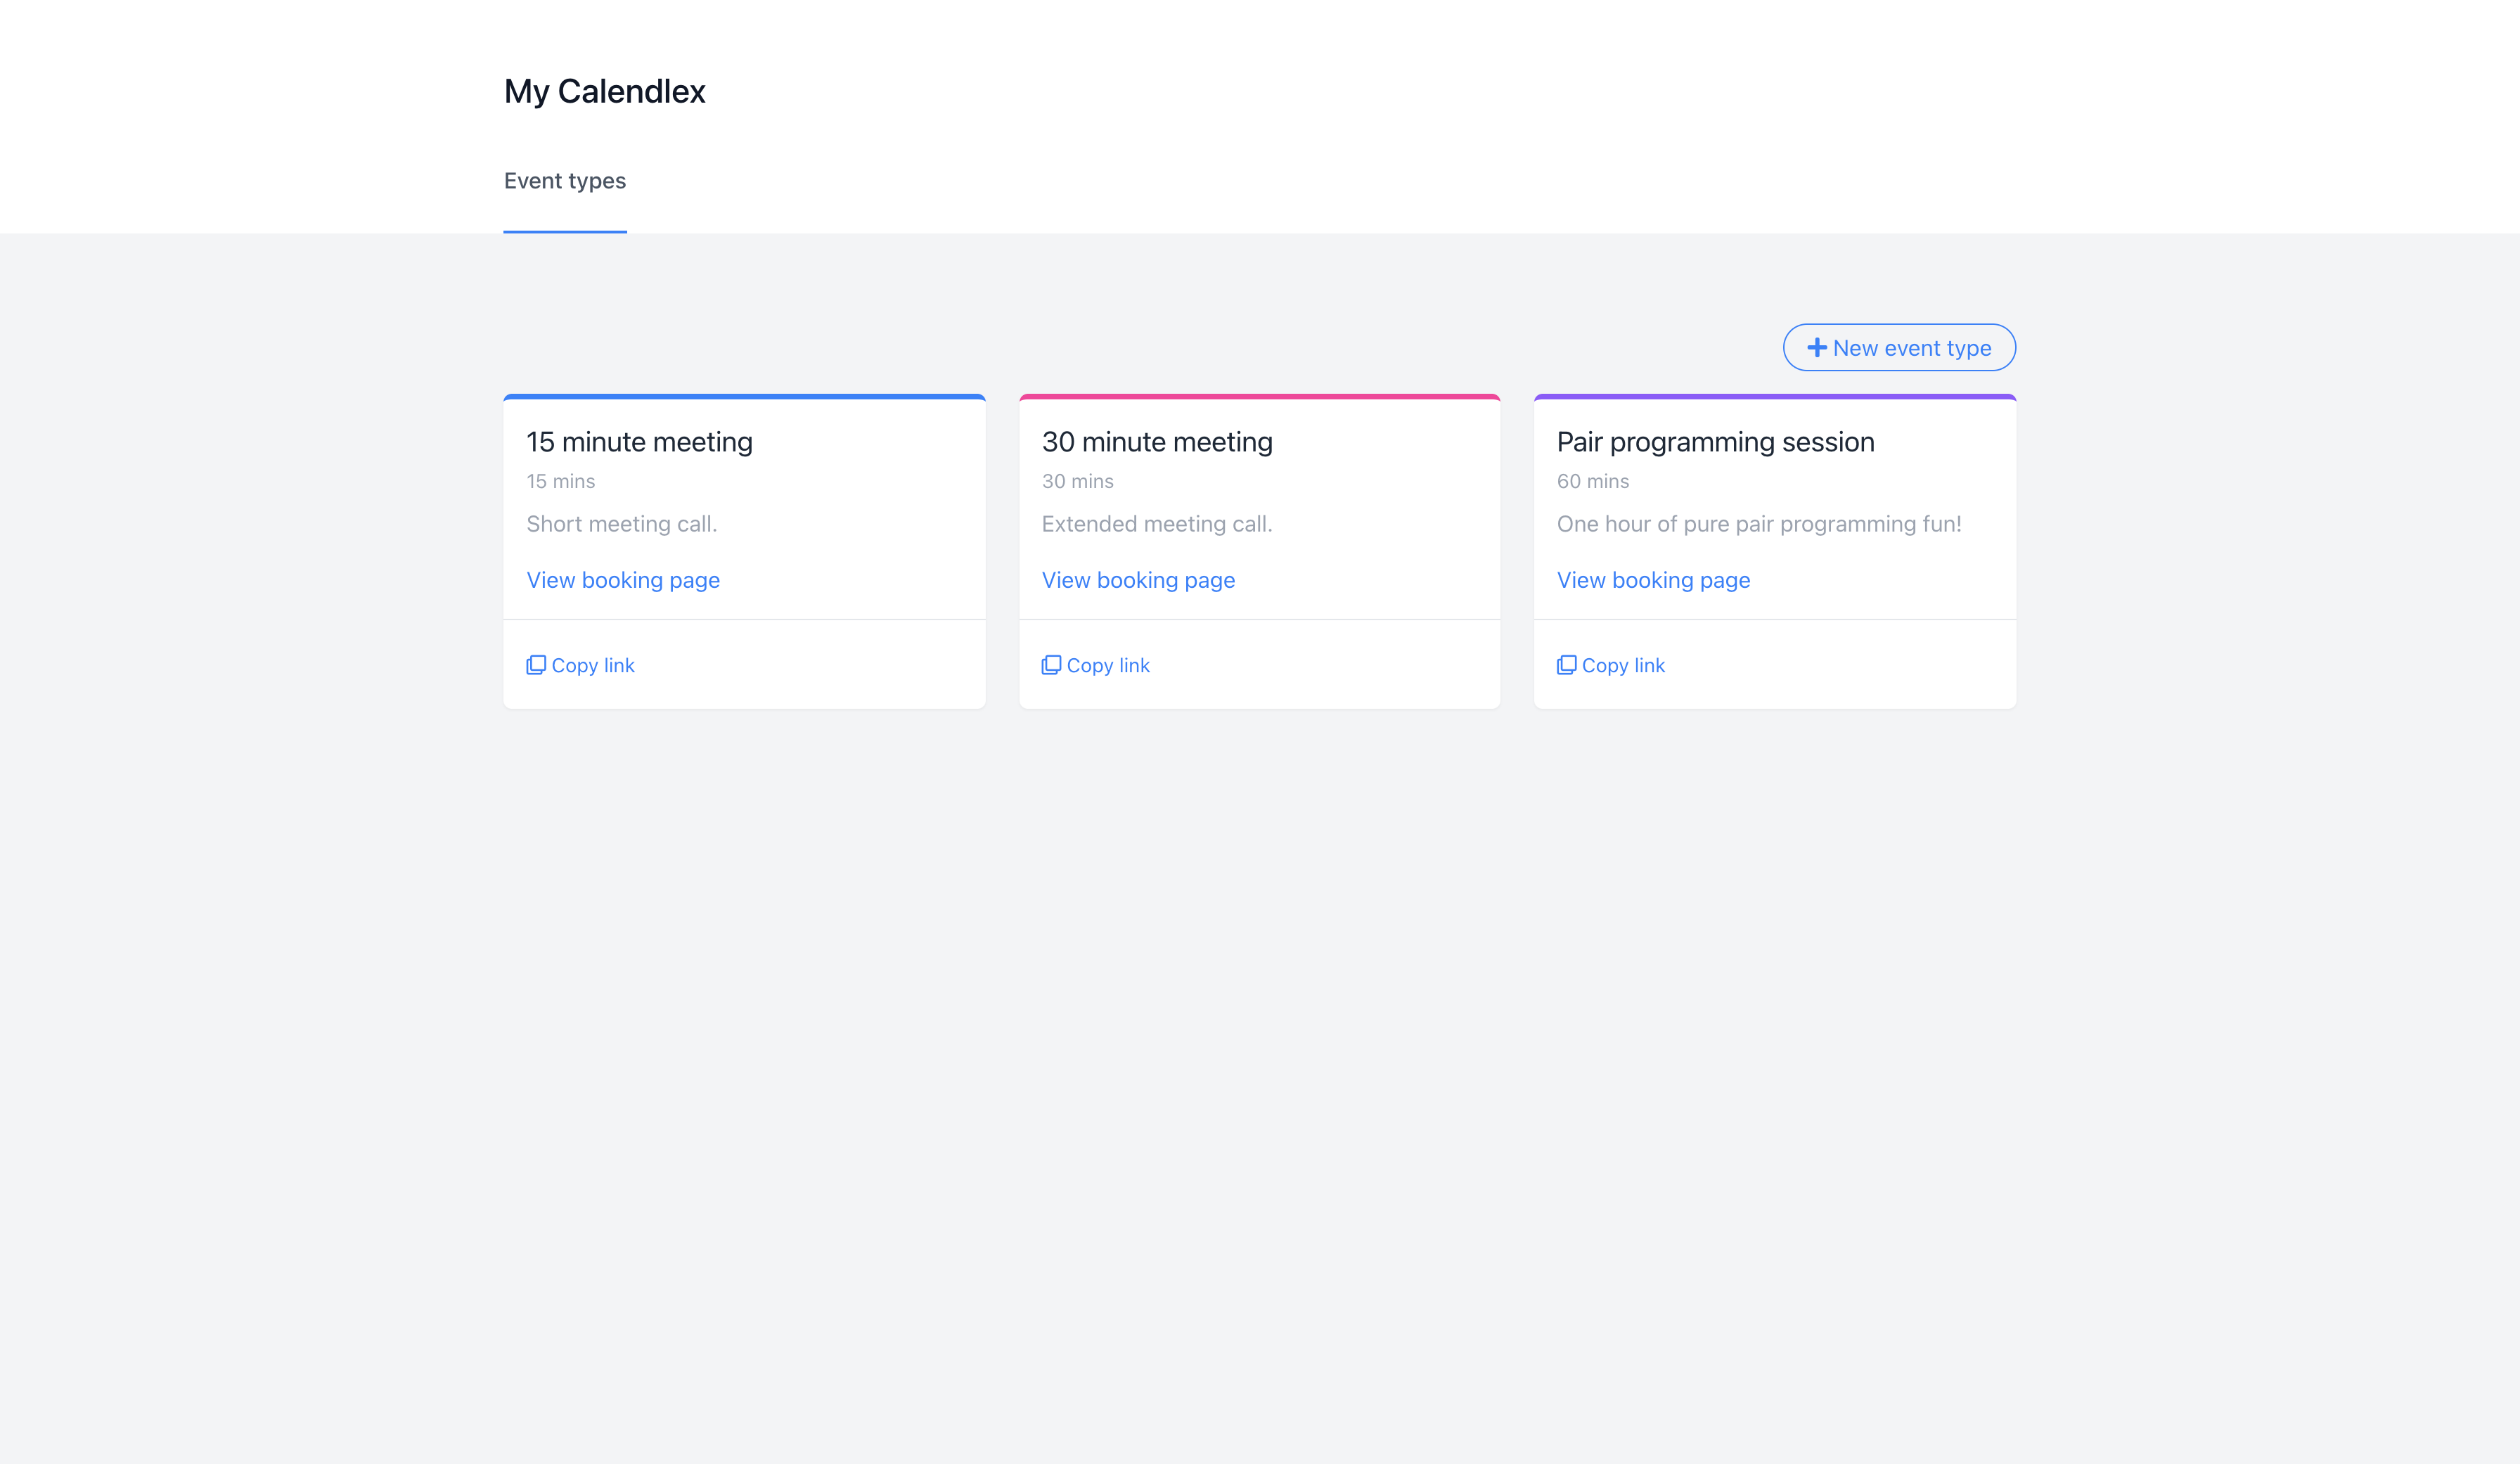 My Calendlex
Event types
New event type
15 minute meeting
15 mins
Short meeting call.
View booking page
Copy link
30 minute meeting
30 mins
Extended meeting call.
View booking page
Copy link
Pair programming session
60 mins
One hour of pure pair programming fun!
View booking page
Copy link